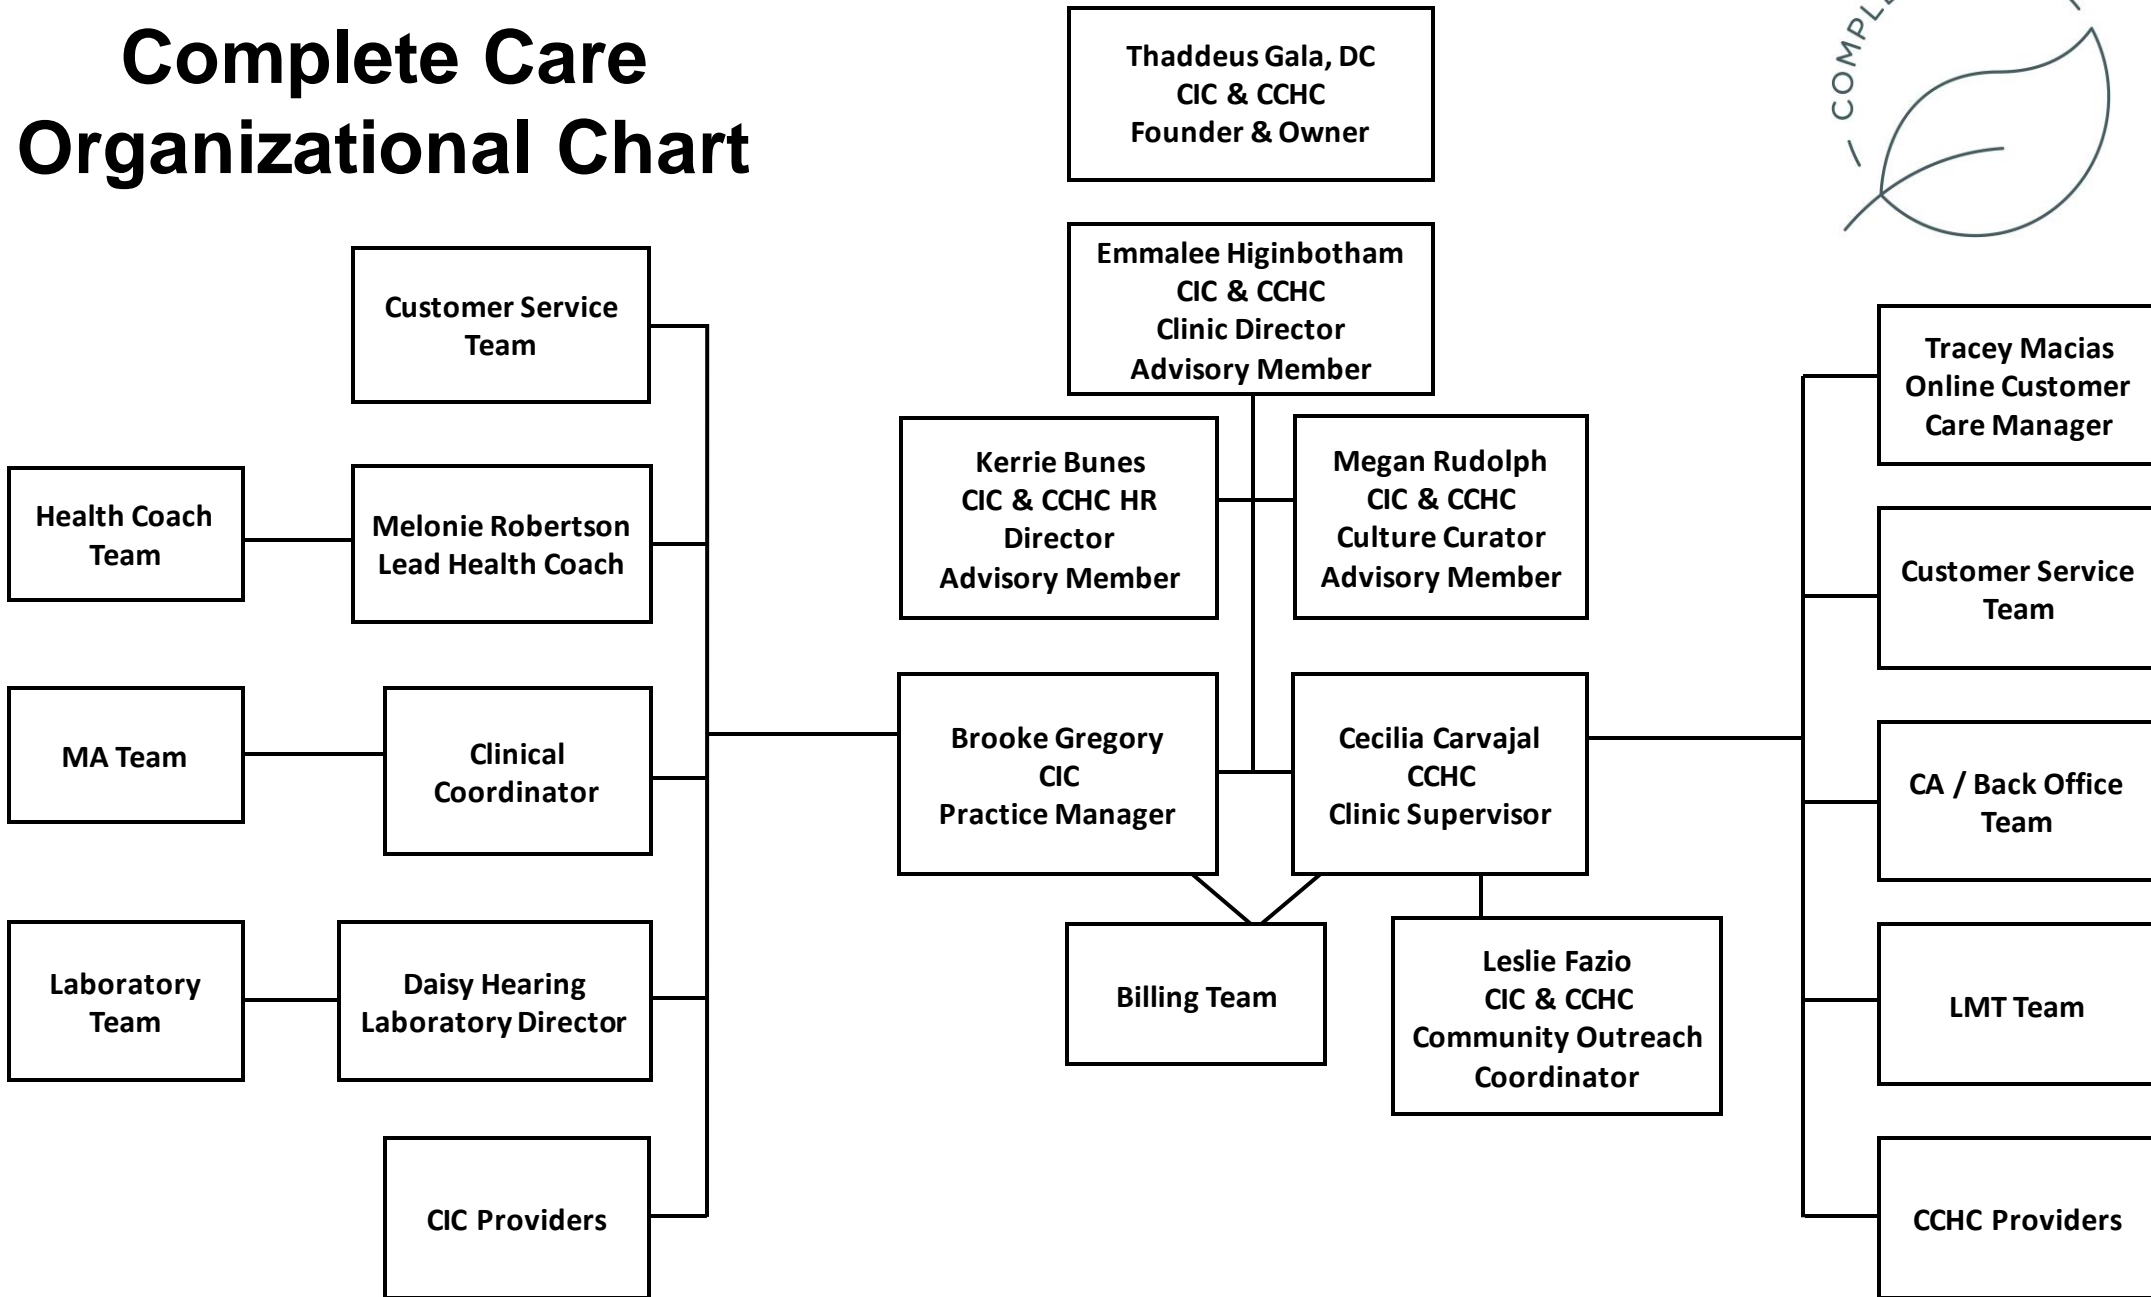 Complete Care
Organizational Chart
Thaddeus Gala, DC
CIC & CCHC
Founder & Owner
Emmalee Higinbotham
CIC & CCHC
Clinic Director
Advisory Member
Kerrie Bunes
CIC & CCHC HR
Director
Advisory Member
Megan Rudolph
CIC & CCHC
Culture Curator
Advisory Member
Customer Service
Team
Health Coach
Team
Melonie Robertson
Lead Health Coach
MA Team
Clinical
Coordinator
Laboratory
Team
Daisy Hearing
Laboratory Director
CIC Providers
Brooke Gregory
CIC
Practice Manager
Cecilia Carvajal
CCHC
Clinic Supervisor
Billing Team
Leslie Fazio
CIC & CCHC
Community Outreach
Coordinator
Tracey Macias
Online Customer
Care Manager
Customer Service
Team
CA / Back Office
Team
LMT Team
CCHC Providers